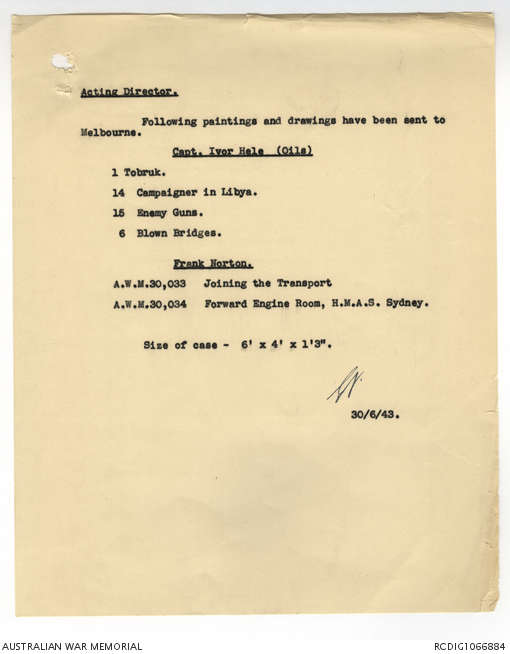 Acting Director.
Following paintings and drawings have been sent to
Melbourne.
Capt. Ivor Hele (Oils)
1 Tobruk.
14 Campaigner in Libya.
15 Enemy Guns.
6 Blown Bridges.
Frank Norton.
A.W.M.30,033 Joining the Transport
A.W.M.30,034 Forward Engine Room, H.M.A.S. Sydney.
Size of case - 6' x 4' x 1'3".
30/6/43.
AUSTRALIAN WAR MEMORIAL
RCDIG1066884